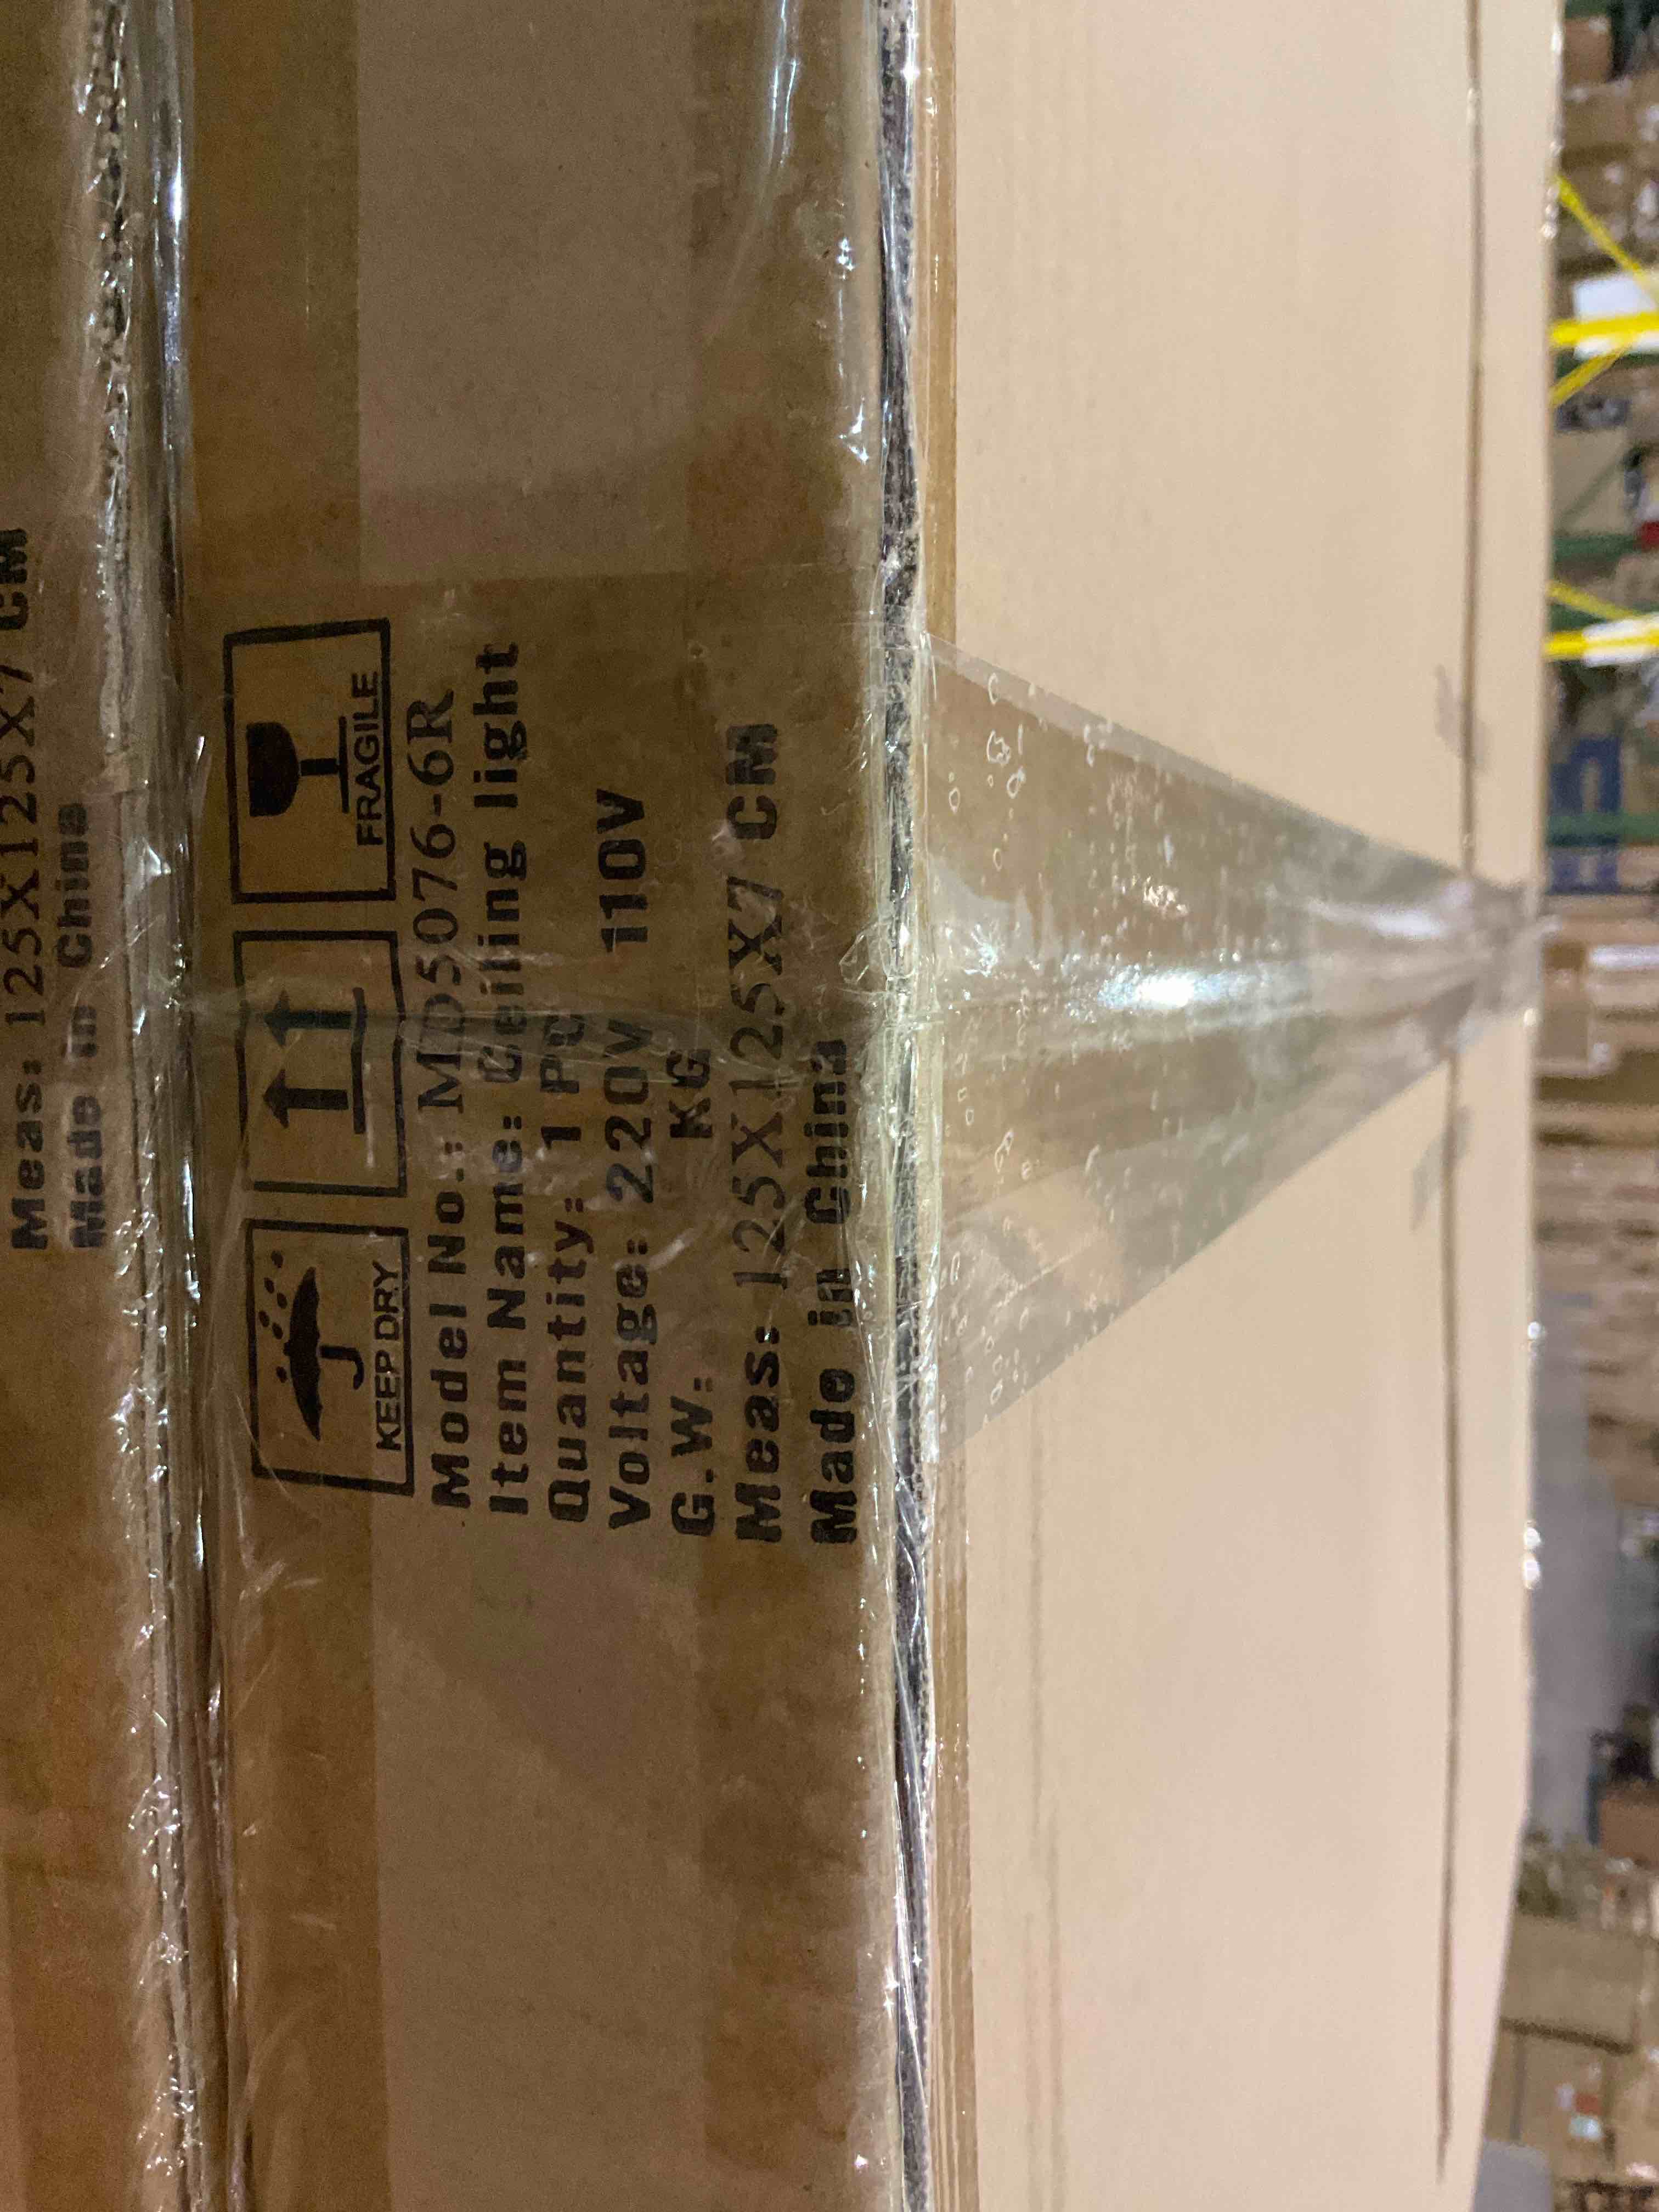 Meas: 125X125X7 CM
Made in China
KEEP DRY
FRAGILE
Model No.: MD5076-6R
Item Name: Ceiling light
Quantity: 1 PC
Voltage: 220V 110V
G.W.: KG
Meas: 125X125X7 CM
Made in China